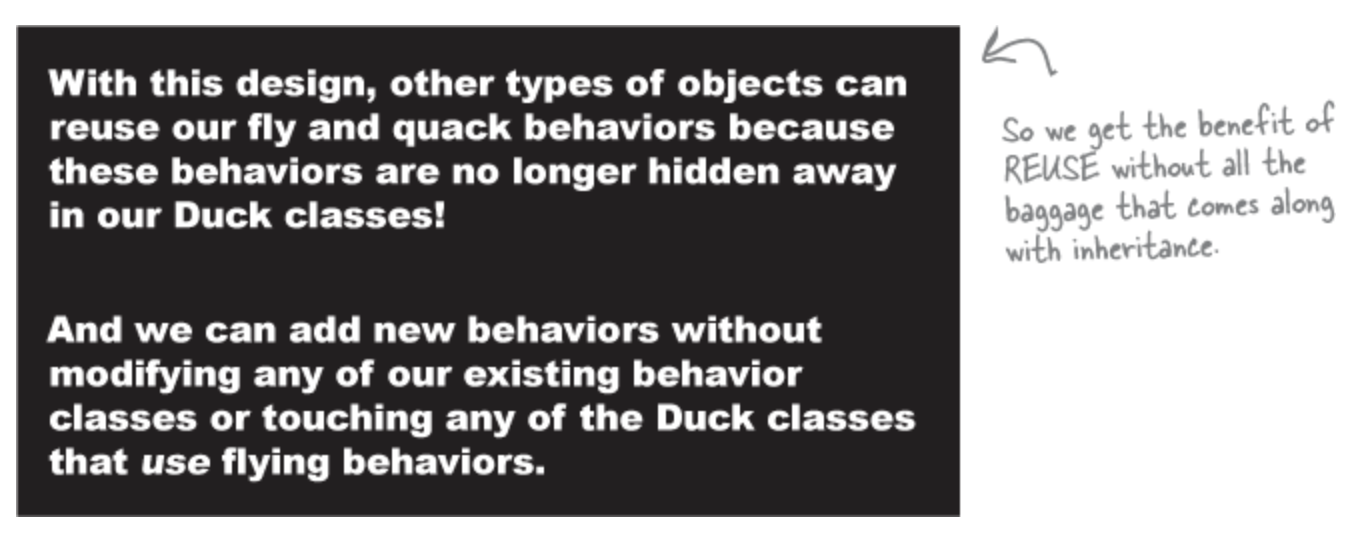 With this design, other types of objects can
reuse our fly and quack behaviors because
these behaviors are no longer hidden away
in our Duck classes!
And we can add new behaviors without
modifying any of our existing behavior
classes or touching any of the Duck classes
that use flying behaviors.
So we get the benefit of
REUSE without all the
baggage that comes along
with inheritance.